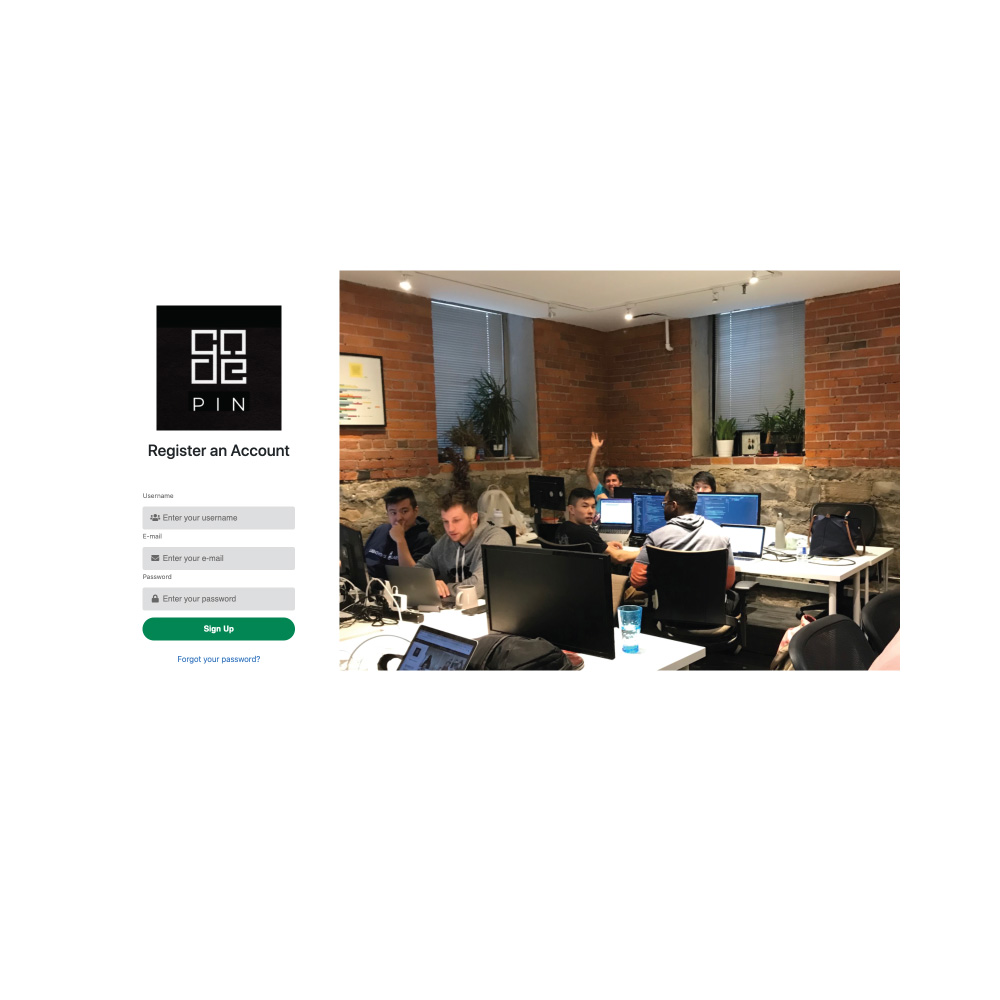 CODE
PIN
Register an Account
Username
Enter your username
E-mail
Enter your e-mail
Password
Enter your password
Sign Up
Forgot your password?